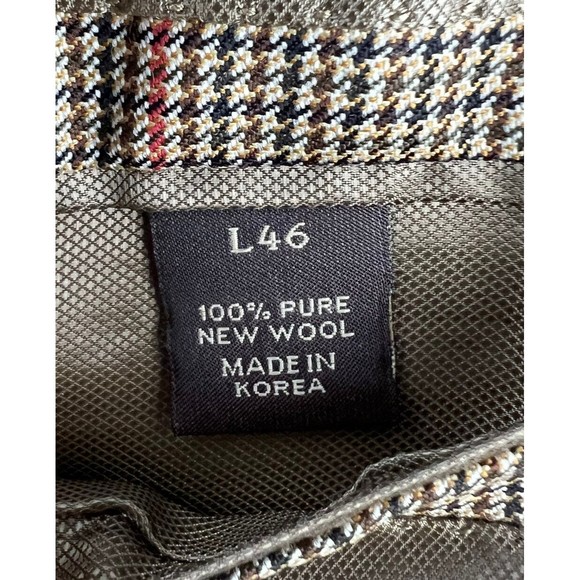 L46
100% PURE
NEW WOOL
MADE IN
KOREA